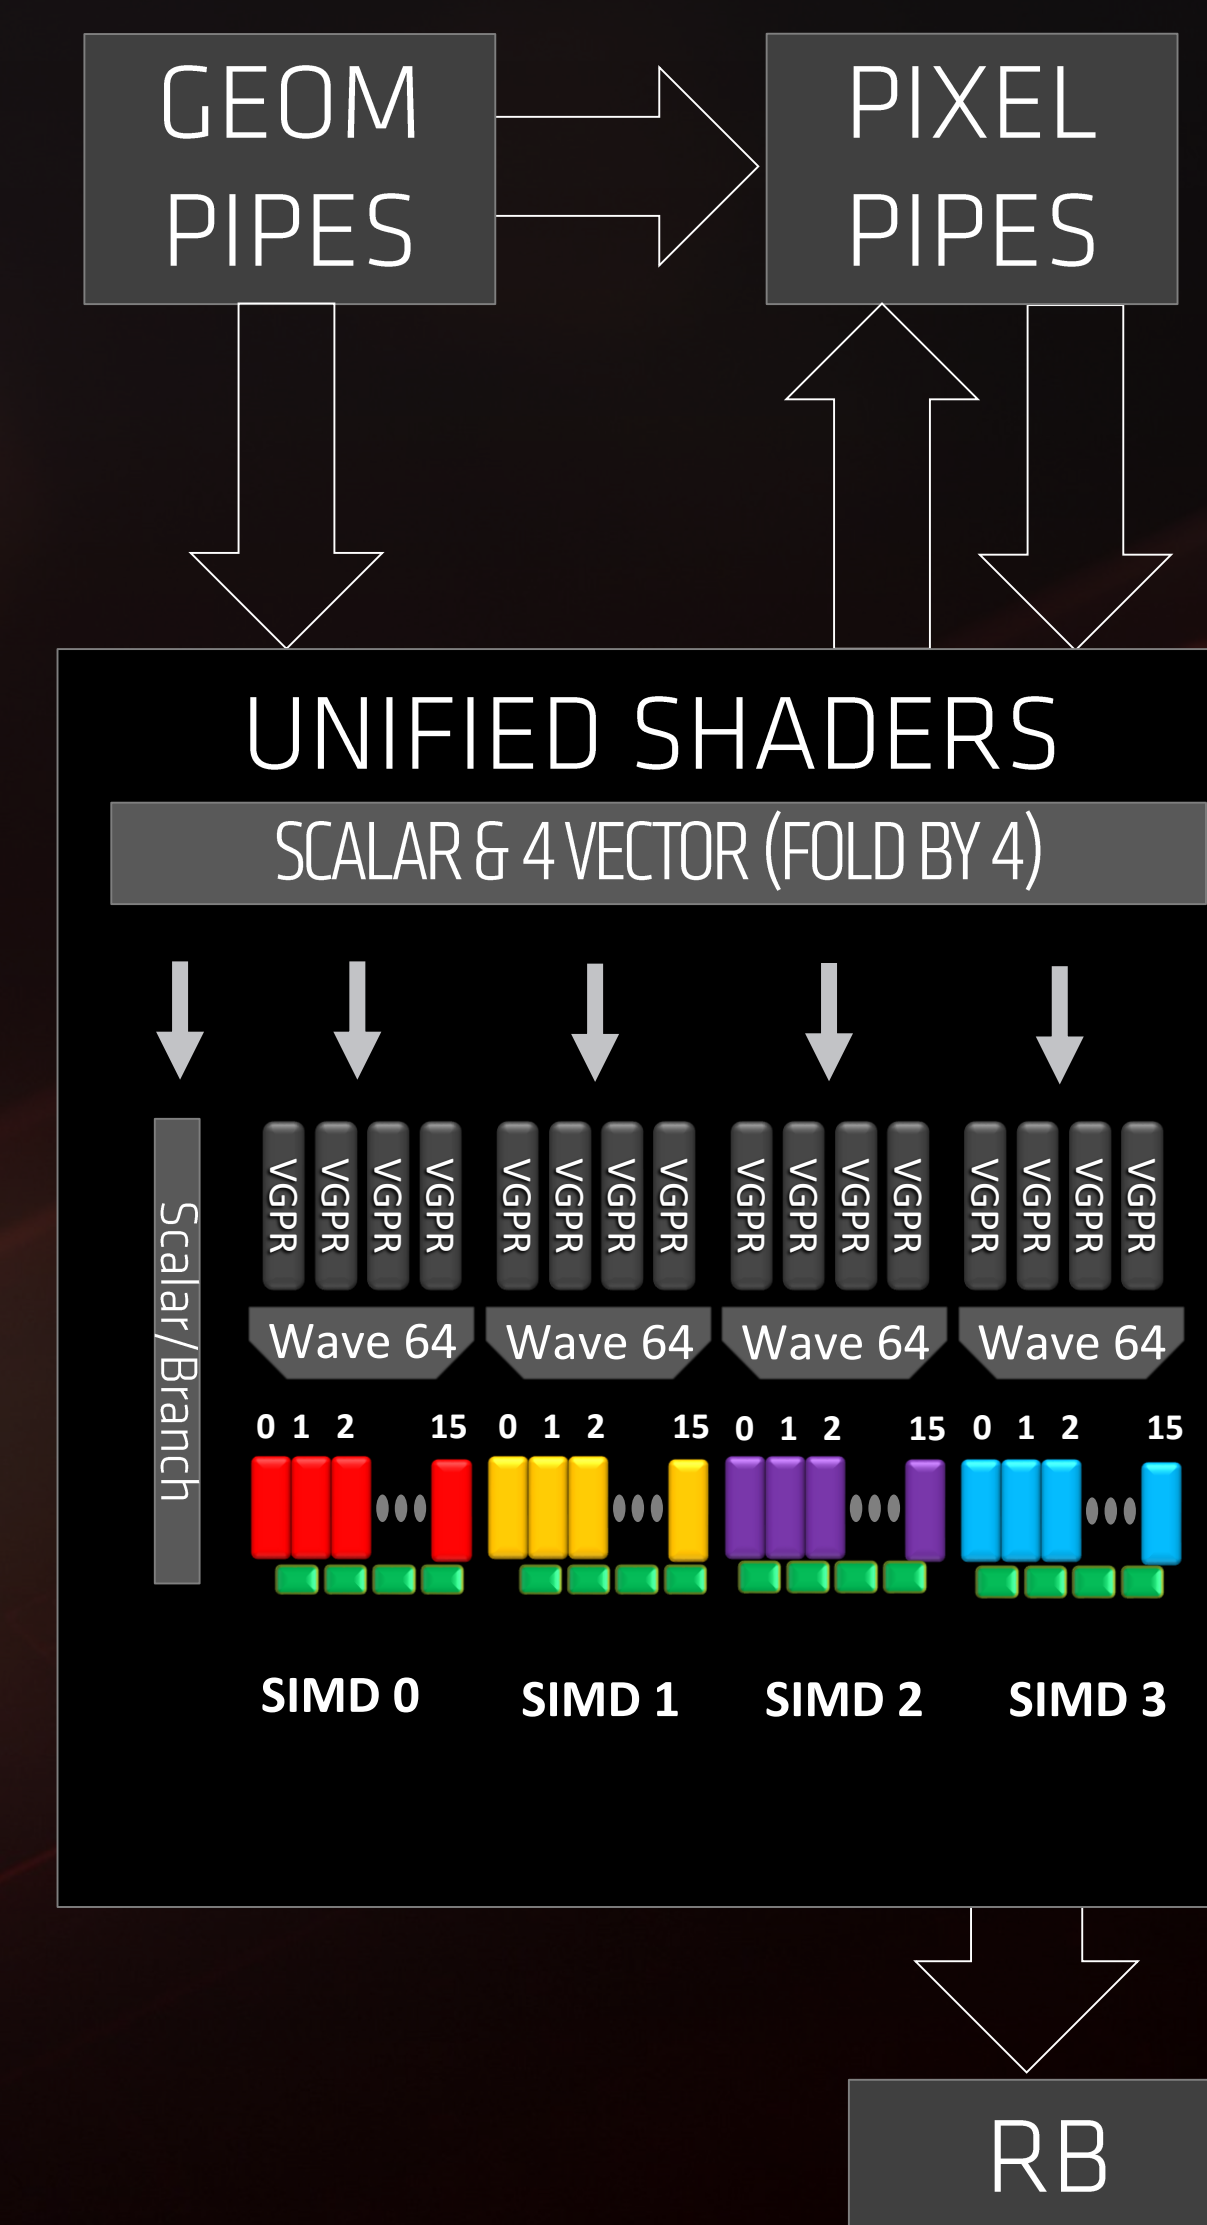 GEOM
PIPES
PIXEL
PIPES
UNIFIED SHADERS
SCALAR & 4 VECTOR (FOLD BY 4)
Scalar/Branch
VGPR VGPR VGPR VGPR VGPR VGPR VGPR VGPR VGPR VGPR VGPR VGPR VGPR VGPR VGPR VGPR
Wave 64 Wave 64 Wave 64 Wave 64
0 1 2 15 0 1 2 15 0 1 2 15 0 1 2 15
SIMD 0 SIMD 1 SIMD 2 SIMD 3
RB